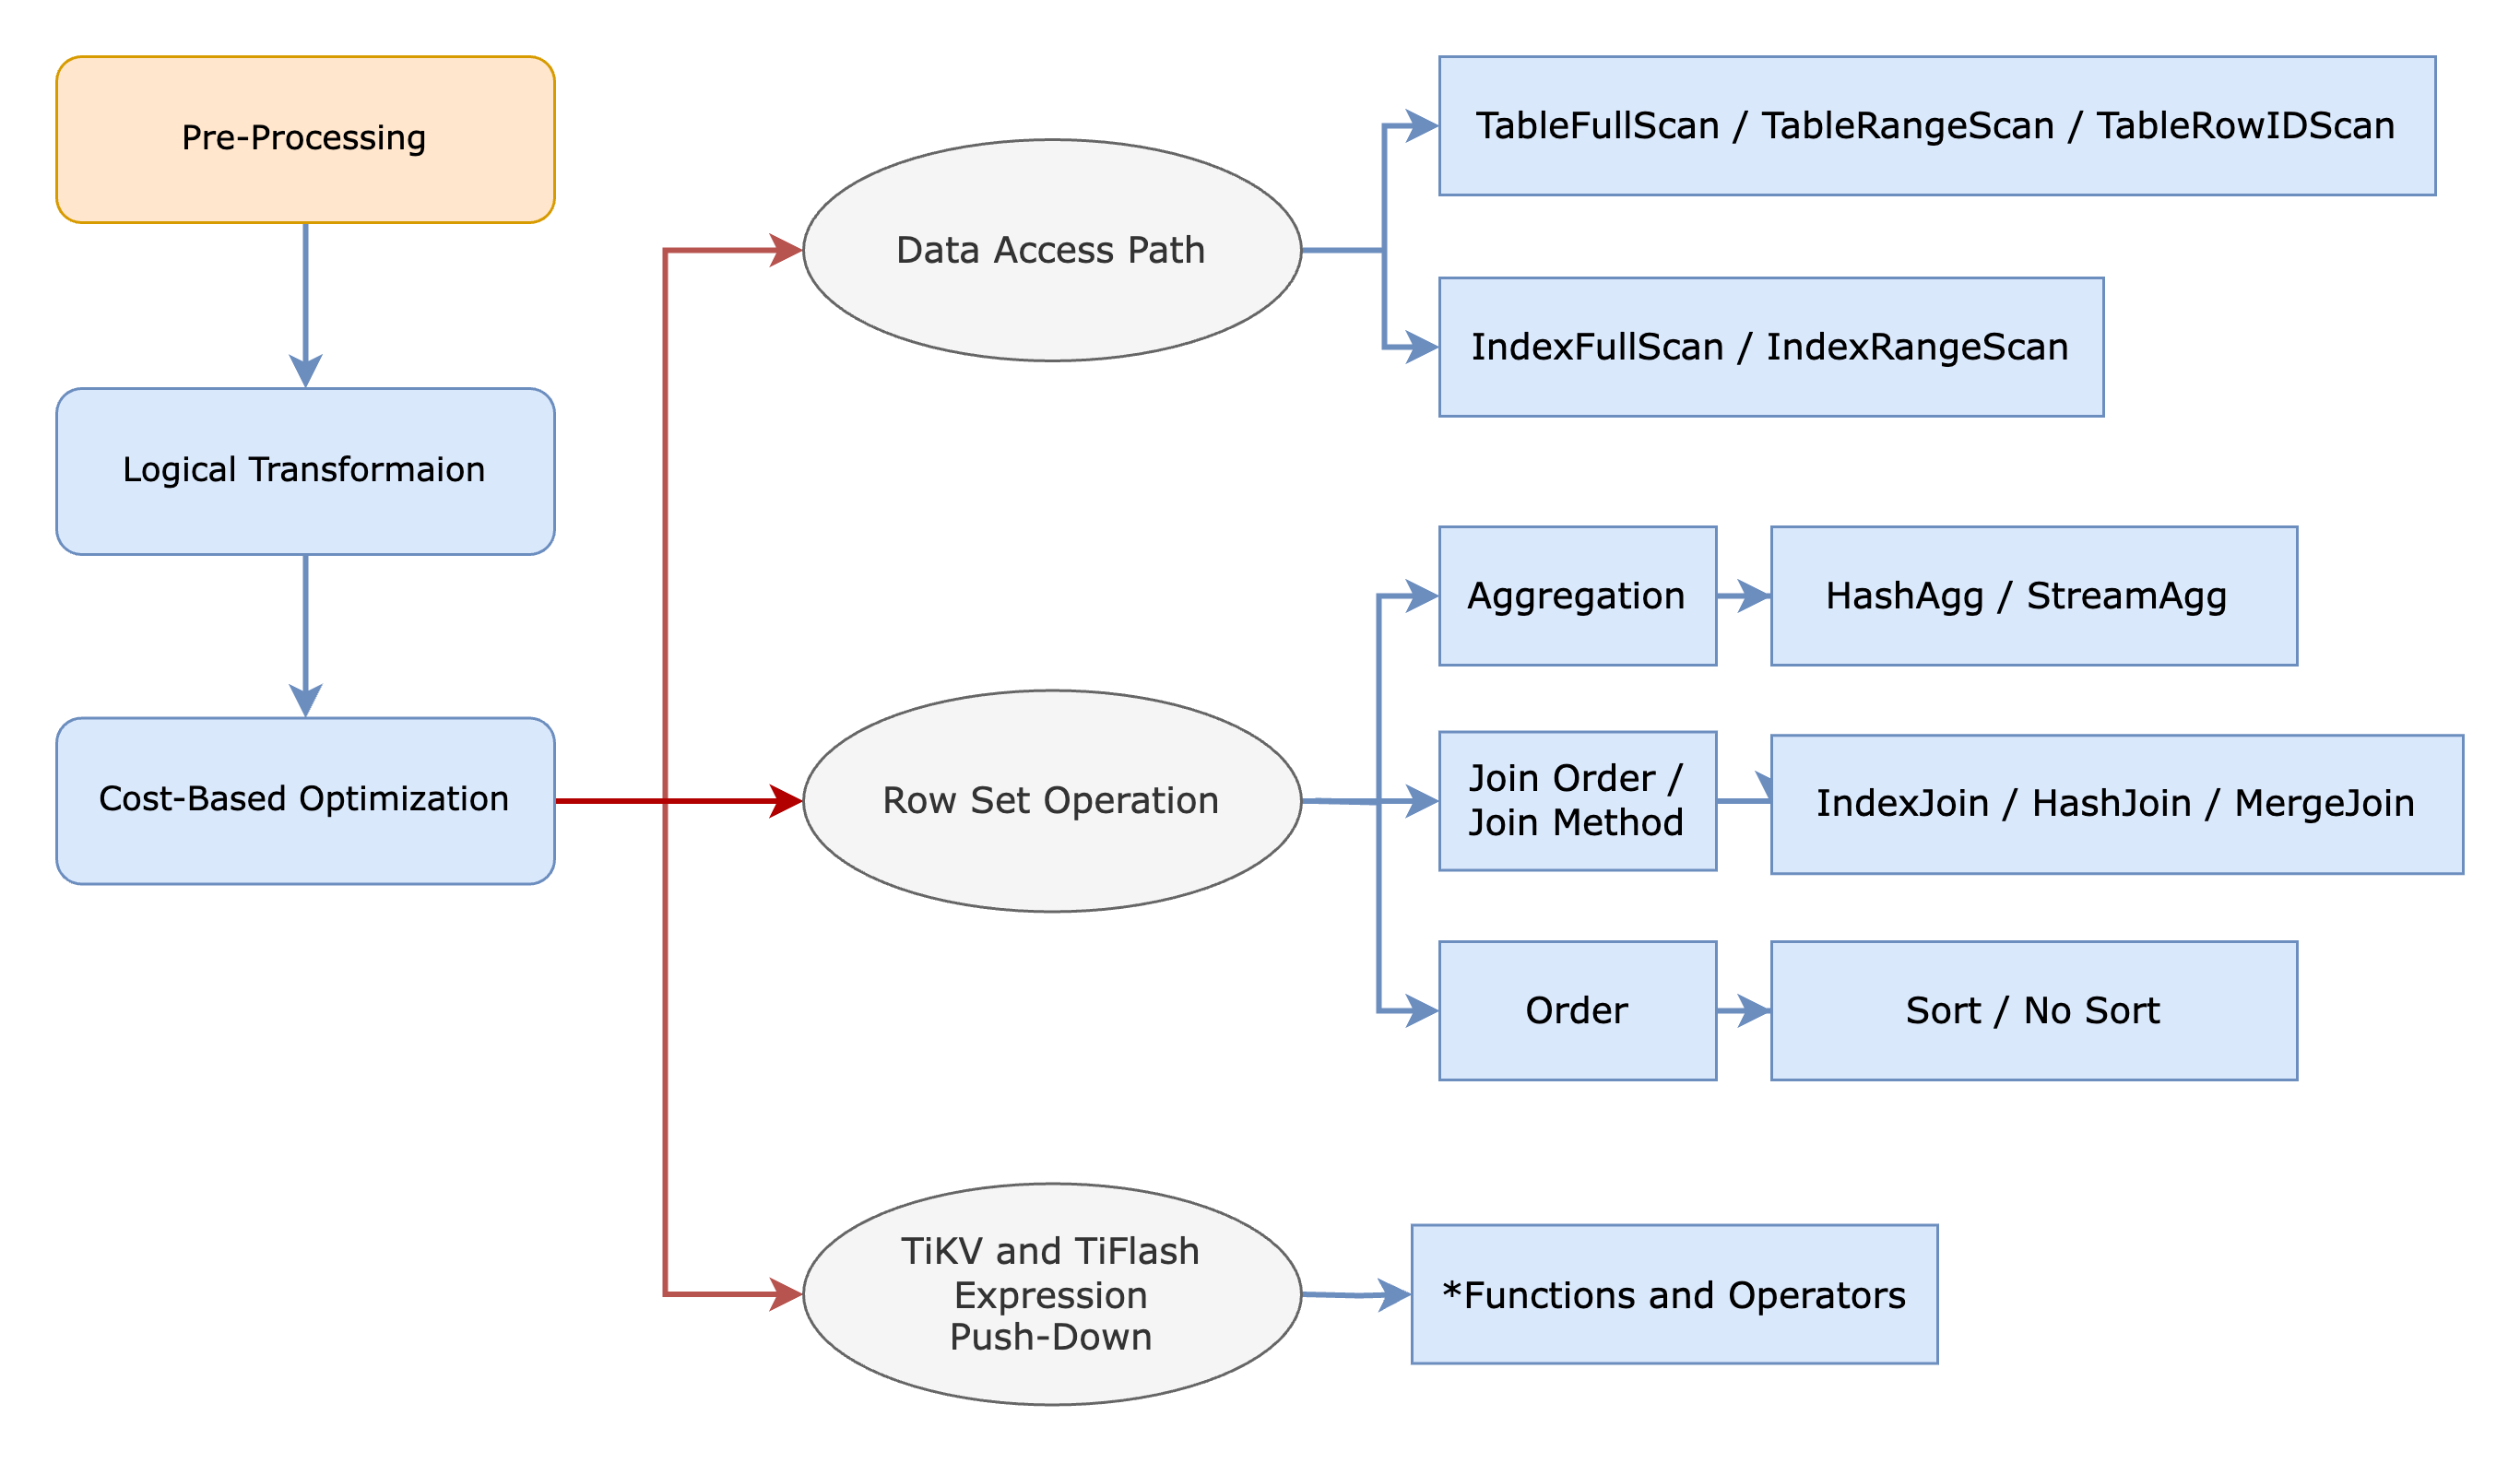 Pre-Processing
Logical Transformaion
Cost-Based Optimization
Data Access Path
TableFullScan / TableRangeScan / TableRowIDScan
IndexFullScan / IndexRangeScan
Row Set Operation
Aggregation
HashAgg / StreamAgg
Join Order /
Join Method
IndexJoin / HashJoin / MergeJoin
Order
Sort / No Sort
TiKV and TiFlash
Expression
Push-Down
*Functions and Operators